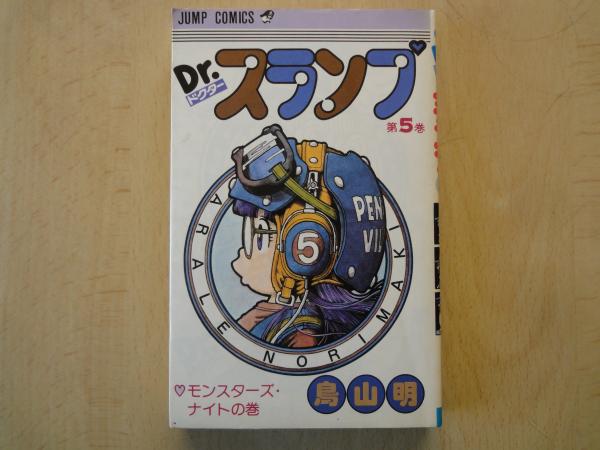 JUMP COMICS
Dr.スランプ
ドクター
第5巻
PEN
VIL
5
ARALE NORIMAKI
♡モンスターズ・
ナイトの巻
鳥山明